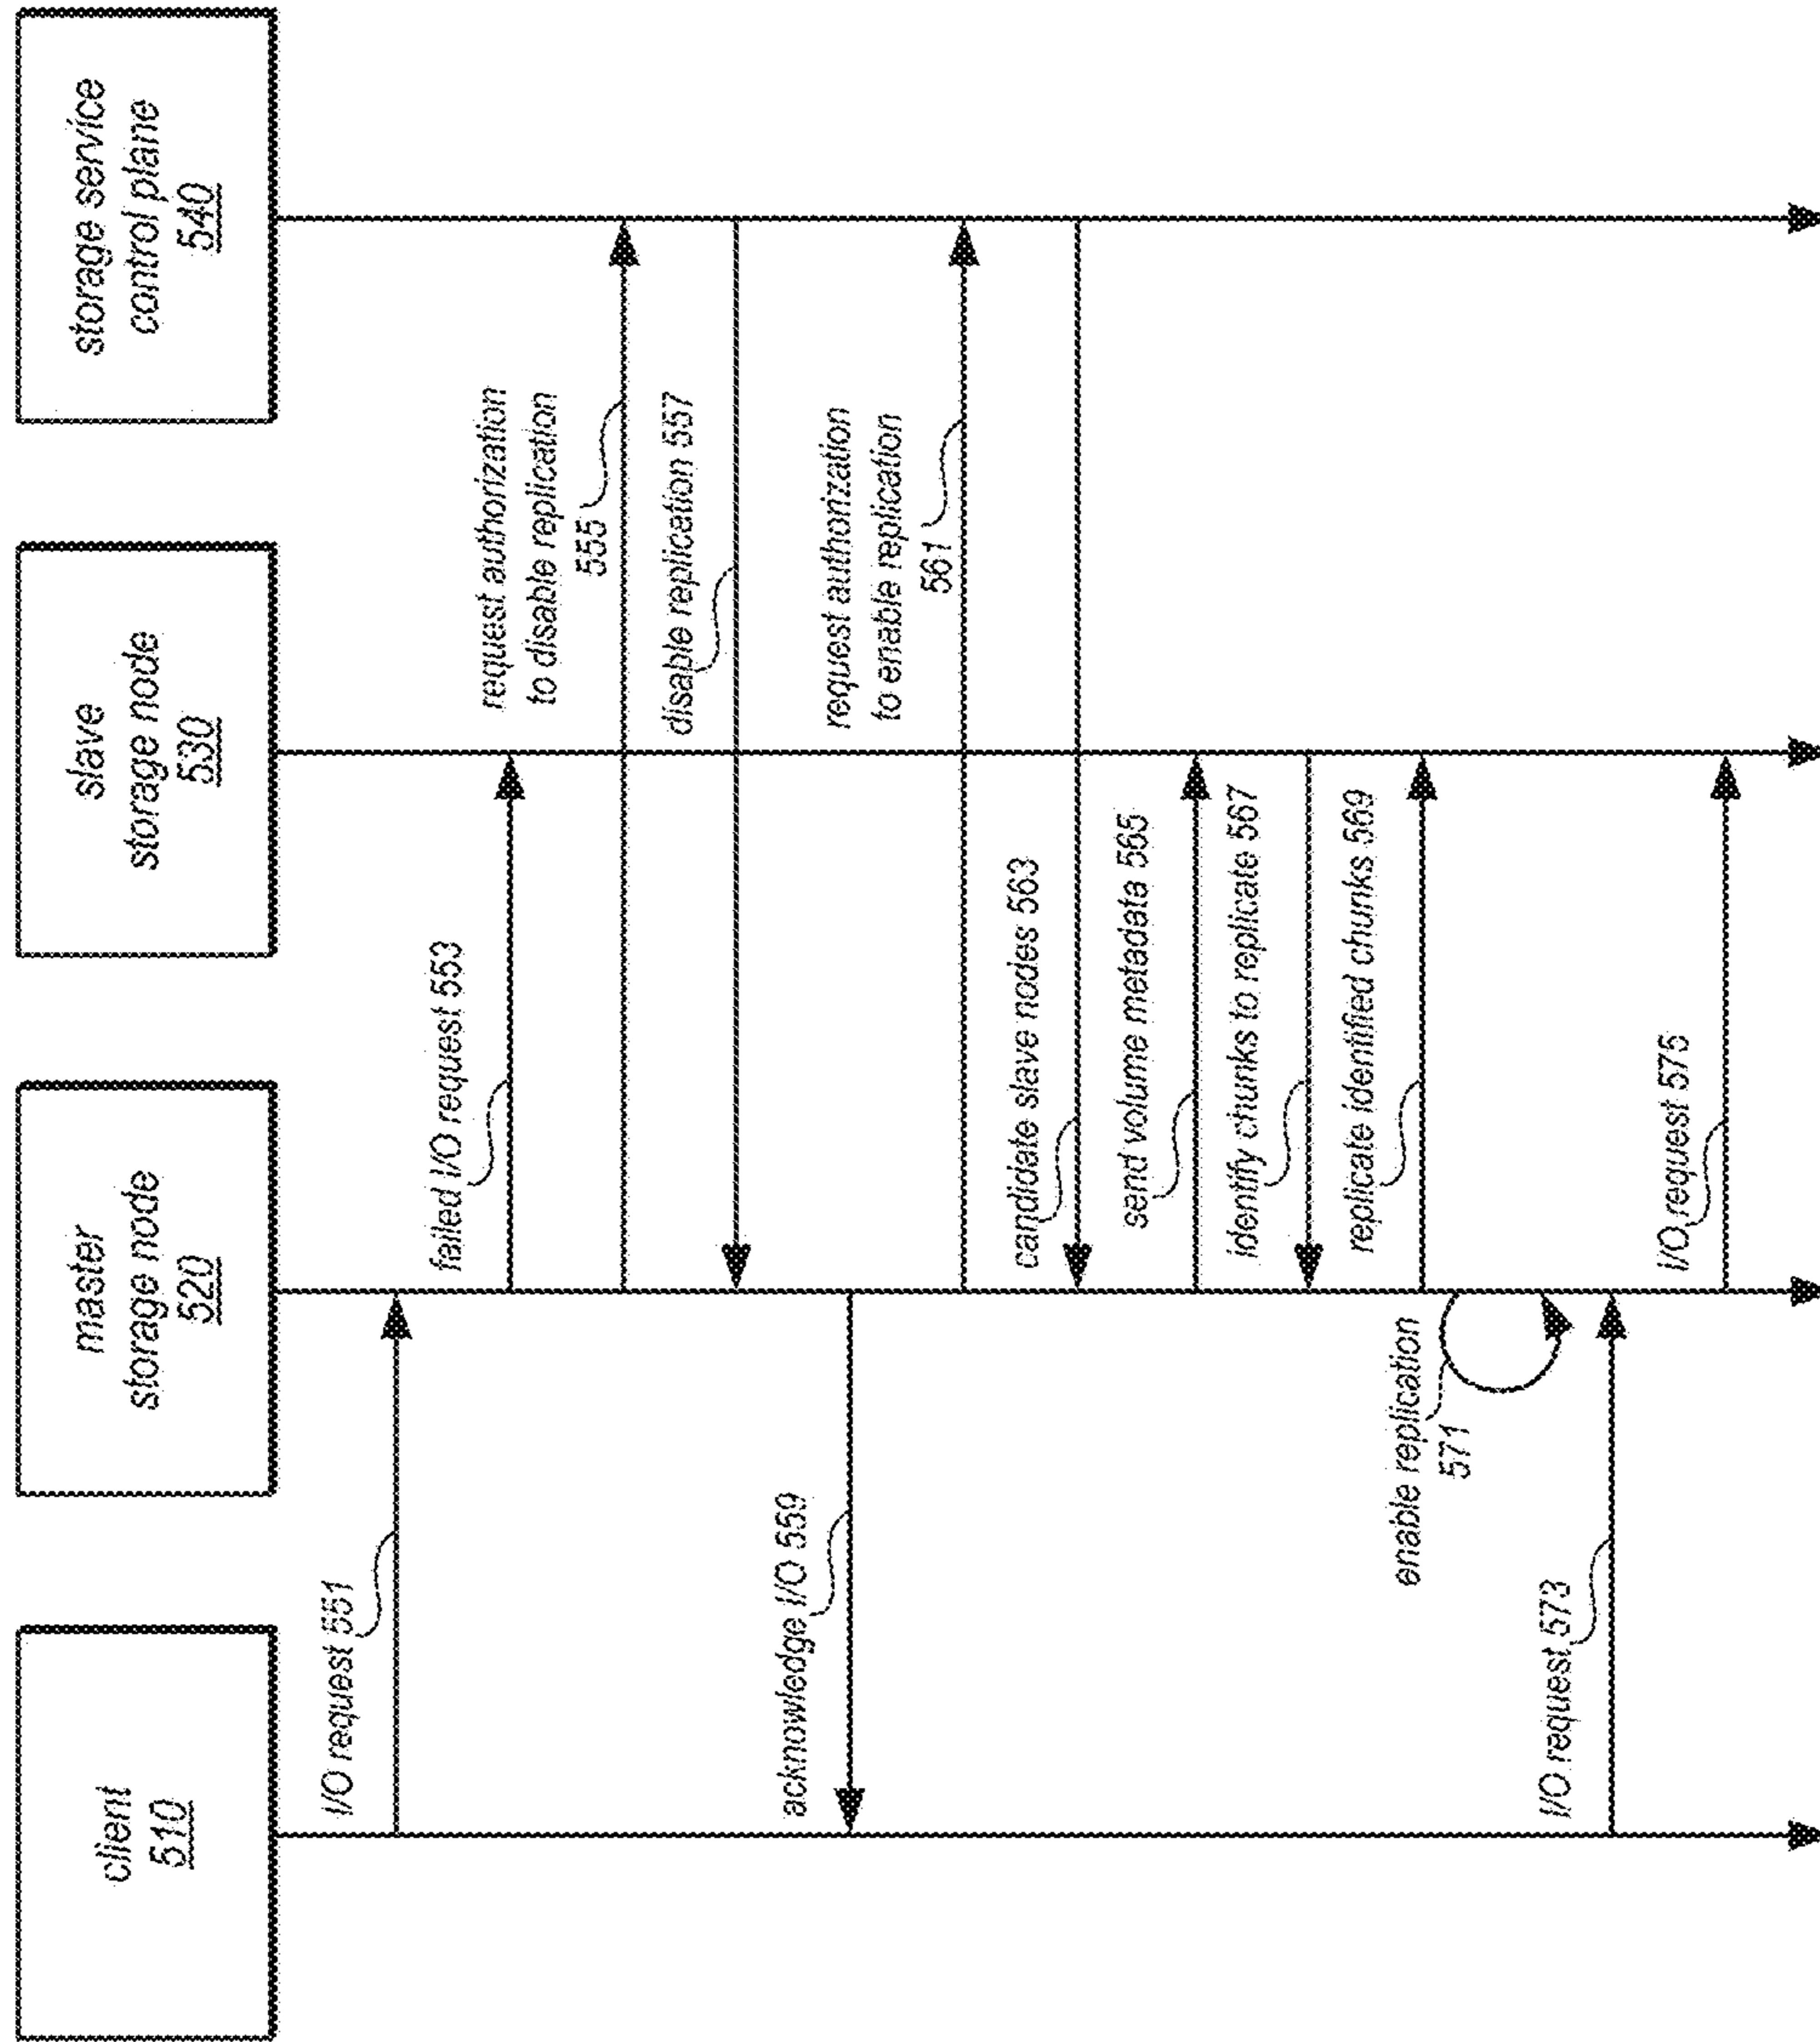 client
510
master
storage node
520
slave
storage node
530
storage service
control plane
540
I/O request 551
failed I/O request 553
request authorization
to disable replication
555
disable replication 557
acknowledge I/O 559
request authorization
to enable replication
561
candidate slave nodes 563
send volume metadata 565
identify chunks to replicate 567
replicate identified chunks 569
enable replication
571
I/O request 573
I/O request 575